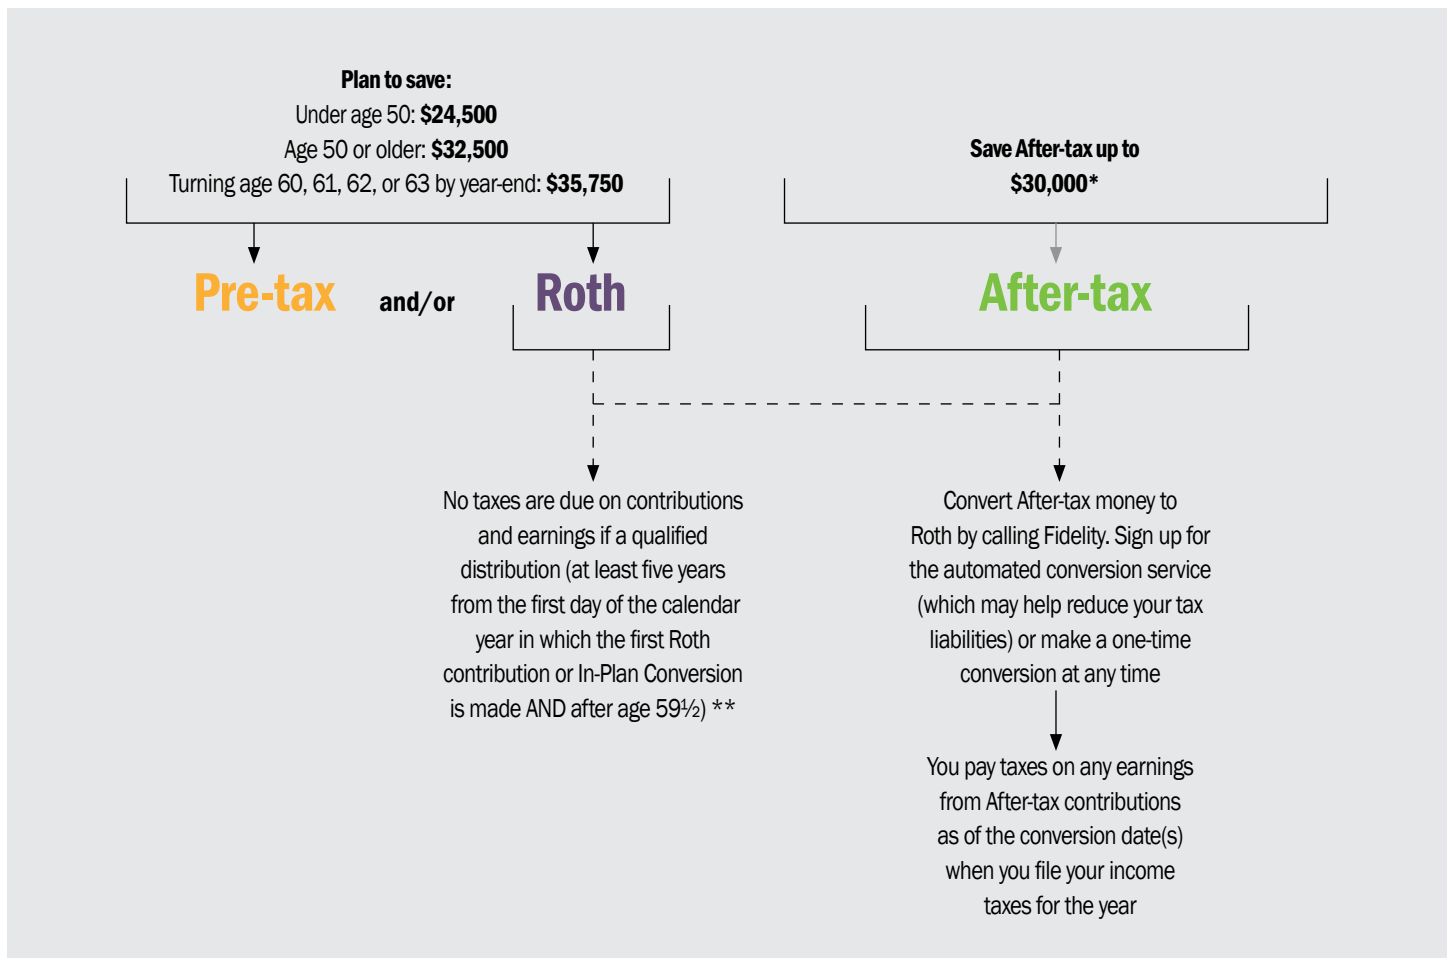 Plan to save:
Under age 50: $24,500
Age 50 or older: $32,500
Turning age 60, 61, 62, or 63 by year-end: $35,750
Save After-tax up to
$30,000*
Pre-tax and/or Roth
After-tax
No taxes are due on contributions
and earnings if a qualified
distribution (at least five years
from the first day of the calendar
year in which the first Roth
contribution or In-Plan Conversion
is made AND after age 59½) **
Convert After-tax money to
Roth by calling Fidelity. Sign up for
the automated conversion service
(which may help reduce your tax
liabilities) or make a one-time
conversion at any time
You pay taxes on any earnings
from After-tax contributions
as of the conversion date(s)
when you file your income
taxes for the year